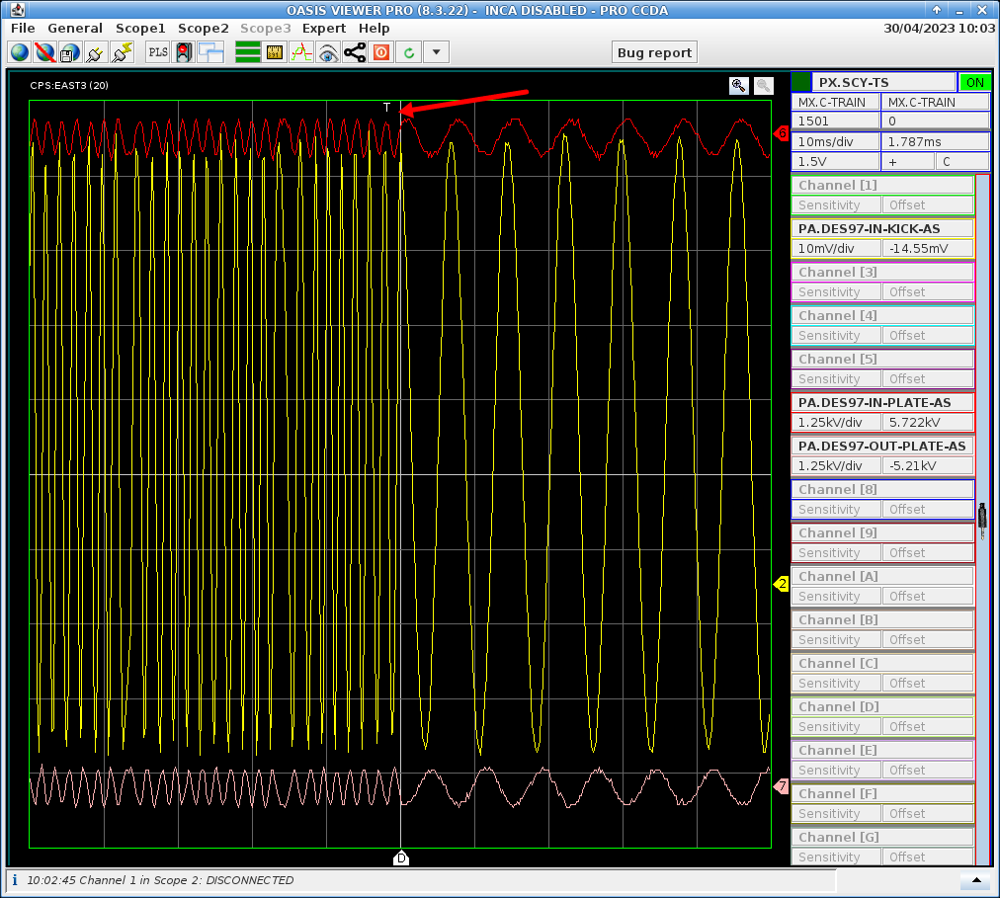 OASIS VIEWER PRO (8.3.22) - INCA DISABLED - PRO CCDA
File General Scope1 Scope2 Scope3 Expert Help 30/04/2023 10:03
PLS Bug report
CPS:EAST3 (20)
T
PX.SCY-TS ON
MX.C-TRAIN MX.C-TRAIN
1501 0
10ms/div 1.787ms
1.5V + C
Channel [1]
Sensitivity Offset
PA.DES97-IN-KICK-AS
10mV/div -14.55mV
Channel [3]
Sensitivity Offset
Channel [4]
Sensitivity Offset
Channel [5]
Sensitivity Offset
PA.DES97-IN-PLATE-AS
1.25kV/div 5.722kV
PA.DES97-OUT-PLATE-AS
1.25kV/div -5.21kV
Channel [8]
Sensitivity Offset
Channel [9]
Sensitivity Offset
Channel [A]
Sensitivity Offset
Channel [B]
Sensitivity Offset
Channel [C]
Sensitivity Offset
Channel [D]
Sensitivity Offset
Channel [E]
Sensitivity Offset
Channel [F]
Sensitivity Offset
Channel [G]
Sensitivity Offset
6
2
7
D
10:02:45 Channel 1 in Scope 2: DISCONNECTED